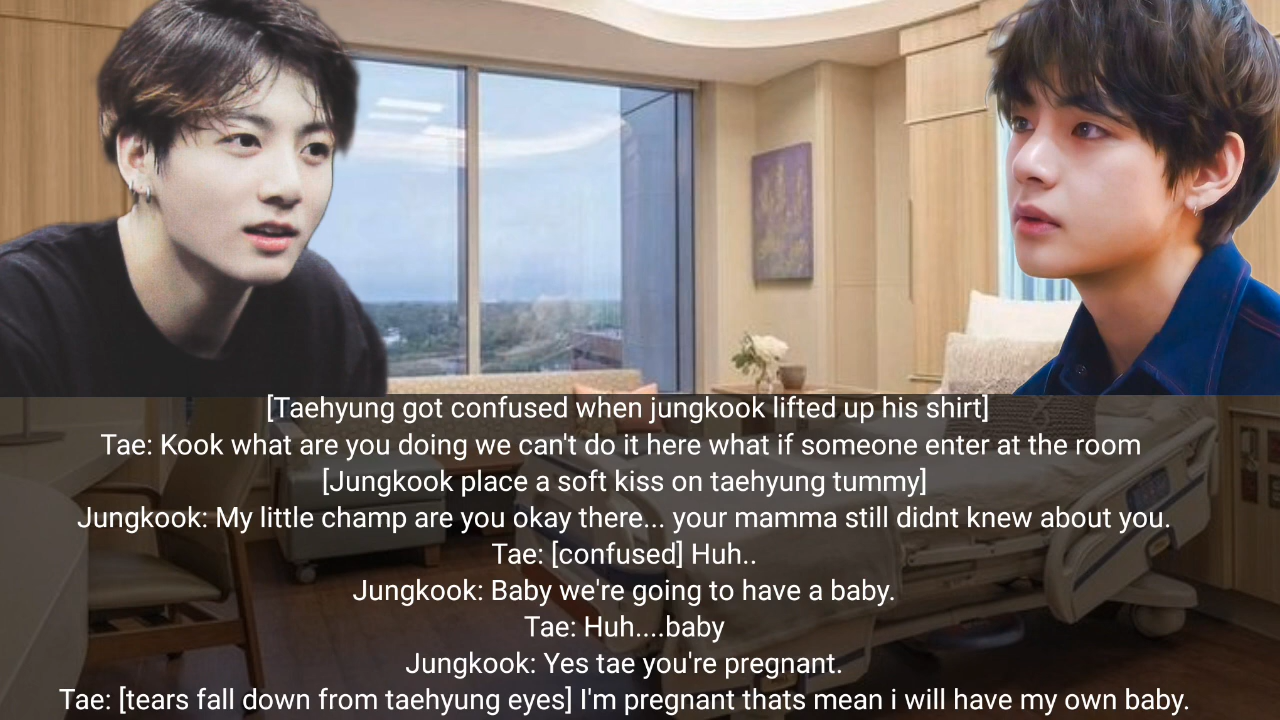 [Taehyung got confused when jungkook lifted up his shirt]
Tae: Kook what are you doing we can't do it here what if someone enter at the room
[Jungkook place a soft kiss on taehyung tummy]
Jungkook: My little champ are you okay there... your mamma still didnt knew about you.
Tae: [confused] Huh..
Jungkook: Baby we're going to have a baby.
Tae: Huh....baby
Jungkook: Yes tae you're pregnant.
Tae: [tears fall down from taehyung eyes] I'm pregnant thats mean i will have my own baby.